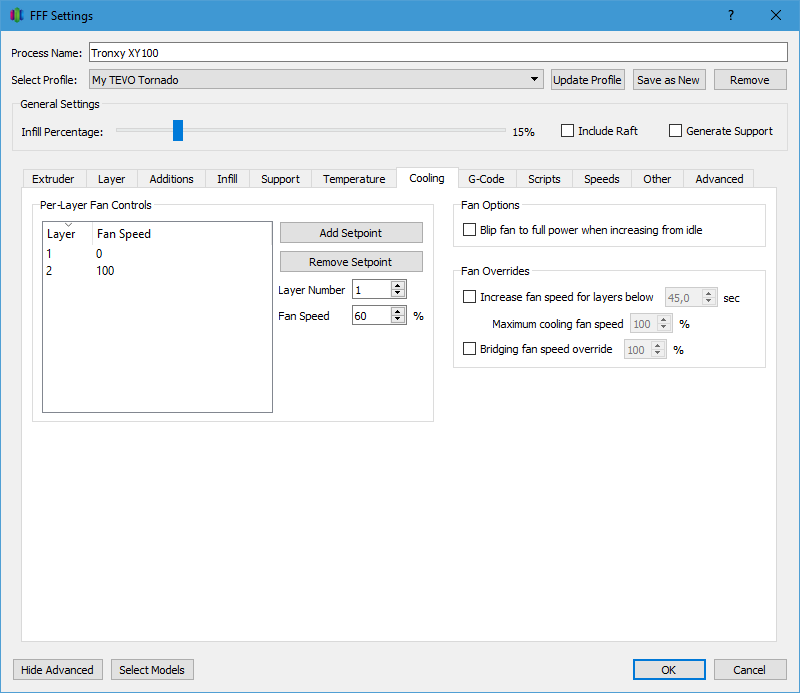 FFF Settings
?
Process Name: Tronxy XY100
Select Profile: My TEVO Tornado Update Profile Save as New Remove
General Settings
Infill Percentage: 15% Include Raft Generate Support
Extruder Layer Additions Infill Support Temperature Cooling G-Code Scripts Speeds Other Advanced
Per-Layer Fan Controls
Layer Fan Speed
1 0
2 100
Add Setpoint
Remove Setpoint
Layer Number 1
Fan Speed 60 %
Fan Options
Blip fan to full power when increasing from idle
Fan Overrides
Increase fan speed for layers below 45,0 sec
Maximum cooling fan speed 100 %
Bridging fan speed override 100 %
Hide Advanced Select Models OK Cancel